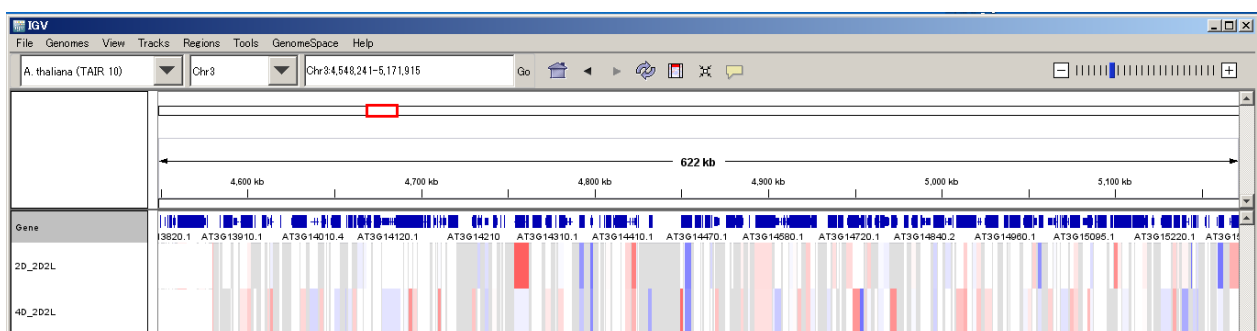 IGV
File Genomes View Tracks Regions Tools GenomeSpace Help
A. thaliana (TAIR 10) Chr3 Chr3:4,548,241-5,171,915 Go
622 kb
4,600 kb 4,700 kb 4,800 kb 4,900 kb 5,000 kb 5,100 kb
Gene
13820.1 AT3G13910.1 AT3G14010.4 AT3G14120.1 AT3G14210 AT3G14310.1 AT3G14410.1 AT3G14470.1 AT3G14580.1 AT3G14720.1 AT3G14840.2 AT3G14960.1 AT3G15095.1 AT3G15220.1
2D_2D2L
4D_2D2L